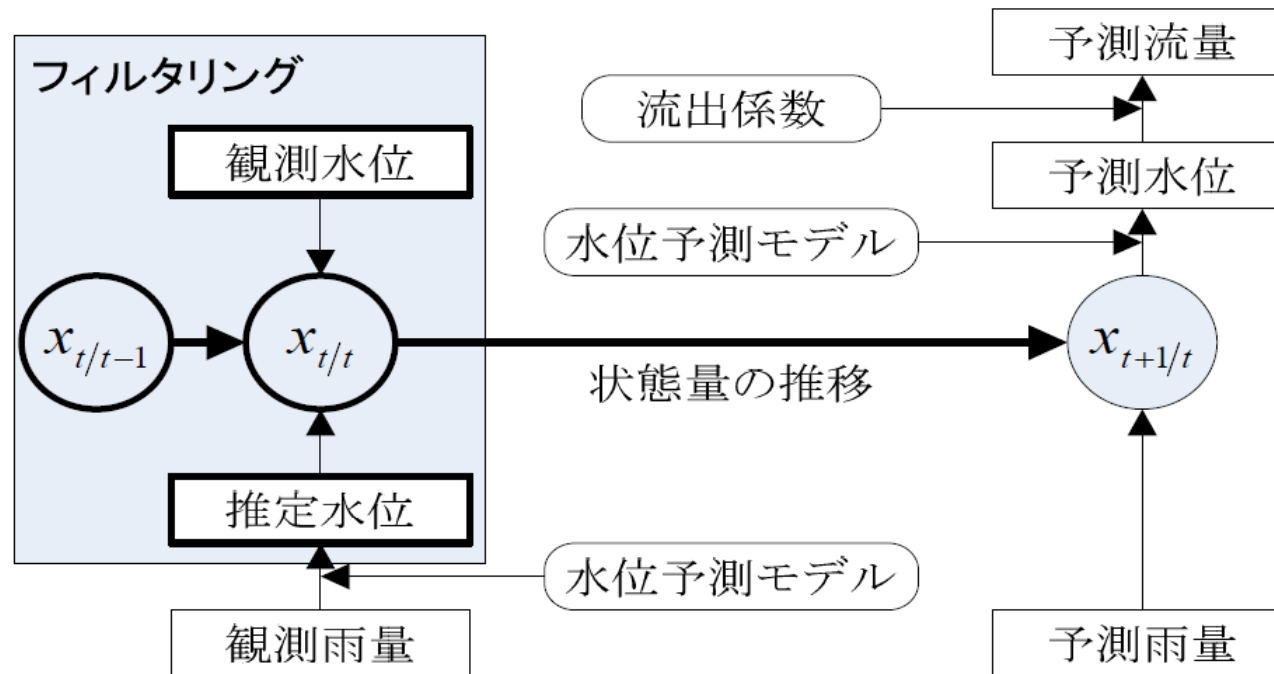 予測流量
フィルタリング
流出係数
観測水位
予測水位
水位予測モデル
x_{t/t-1}
x_{t/t}
x_{t+1/t}
状態量の推移
推定水位
水位予測モデル
観測雨量
予測雨量